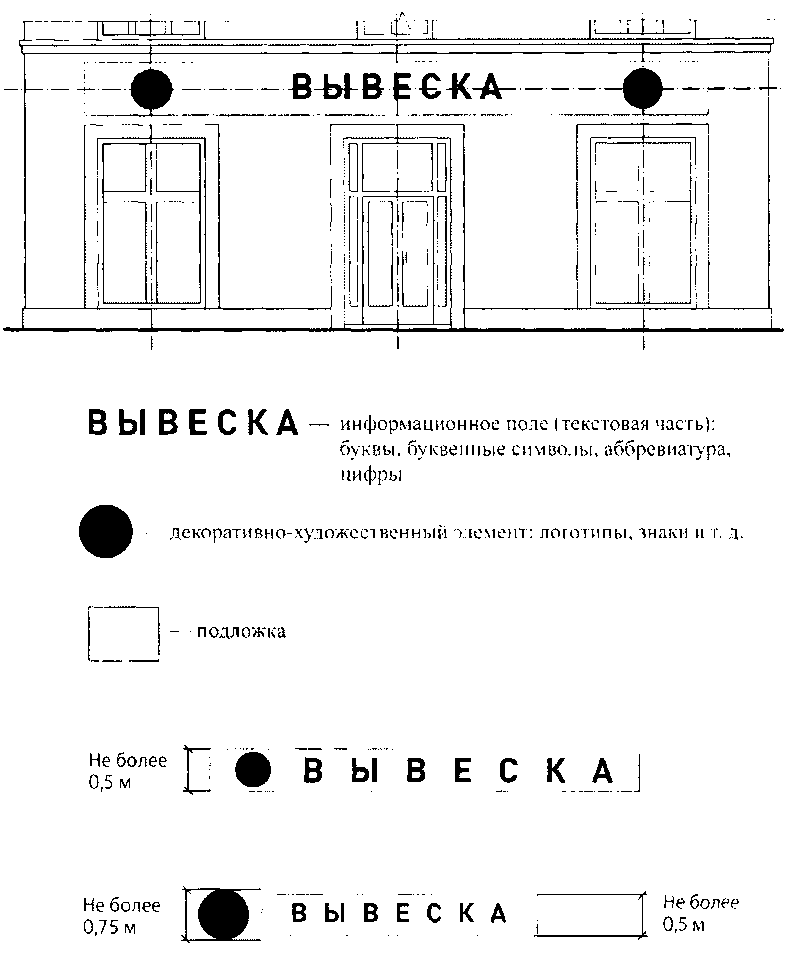 ВЫВЕСКА
ВЫВЕСКА — информационное поле (текстовая часть):
буквы, буквенные символы, аббревиатура,
цифры
- декоративно-художественный элемент: логотипы, знаки и т. д.
- подложка
Не более
0,5 м
ВЫВЕСКА
Не более
0,75 м
ВЫВЕСКА
Не более
0,5 м